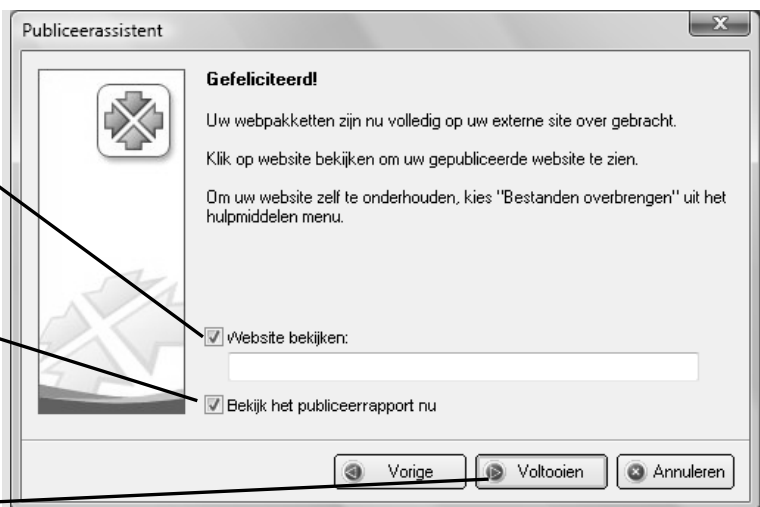 Publiceerassistent
Gefeliciteerd!
Uw webpakketten zijn nu volledig op uw externe site over gebracht.
Klik op website bekijken om uw gepubliceerde website te zien.
Om uw website zelf te onderhouden, kies "Bestanden overbrengen" uit het
hulpmiddelen menu.
Website bekijken:
Bekijk het publiceerrapport nu
Vorige Voltooien Annuleren